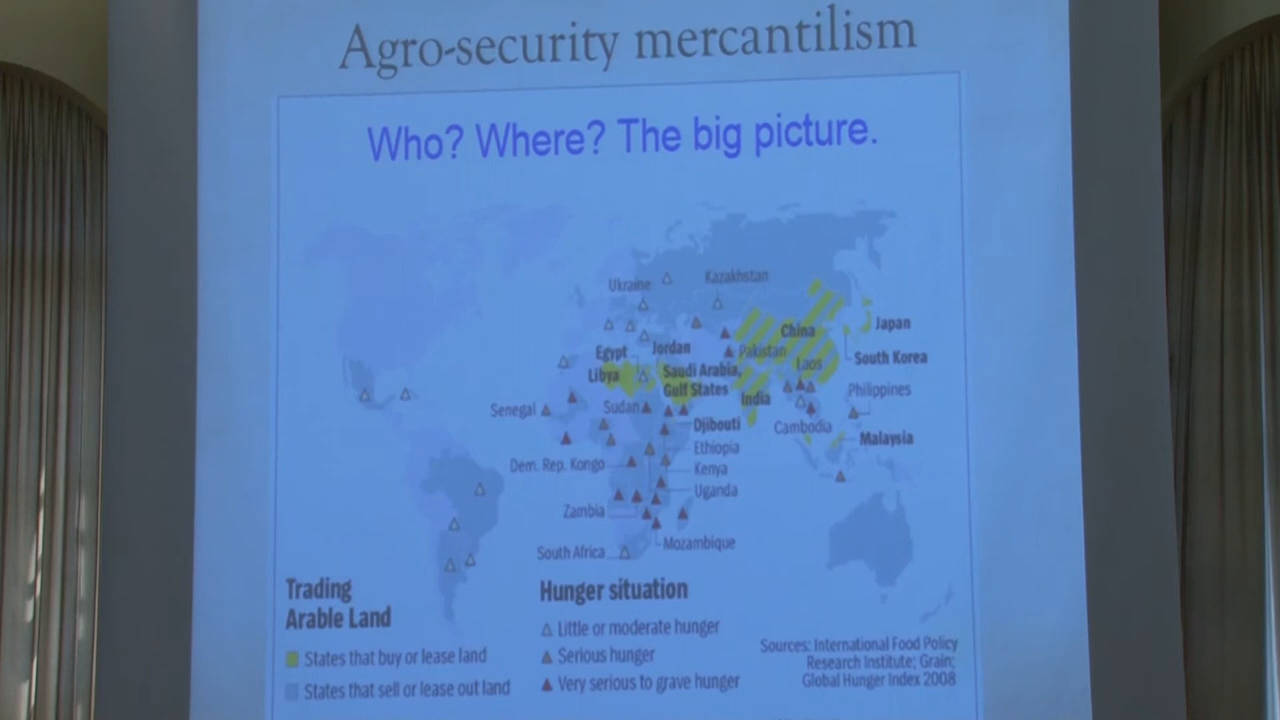 Agro-security mercantilism
Who? Where? The big picture.
Ukraine
Kazakhstan
China
Japan
Egypt
Jordan
Pakistan
South Korea
Libya
Saudi Arabia,
Gulf States
Laos
India
Philippines
Senegal
Sudan
Djibouti
Cambodia
Malaysia
Ethiopia
Dem. Rep. Kongo
Kenya
Uganda
Zambia
Mozambique
South Africa
Trading
Arable Land
States that buy or lease land
States that sell or lease out land
Hunger situation
Little or moderate hunger
Serious hunger
Very serious to grave hunger
Sources: International Food Policy
Research Institute; Grain;
Global Hunger Index 2008